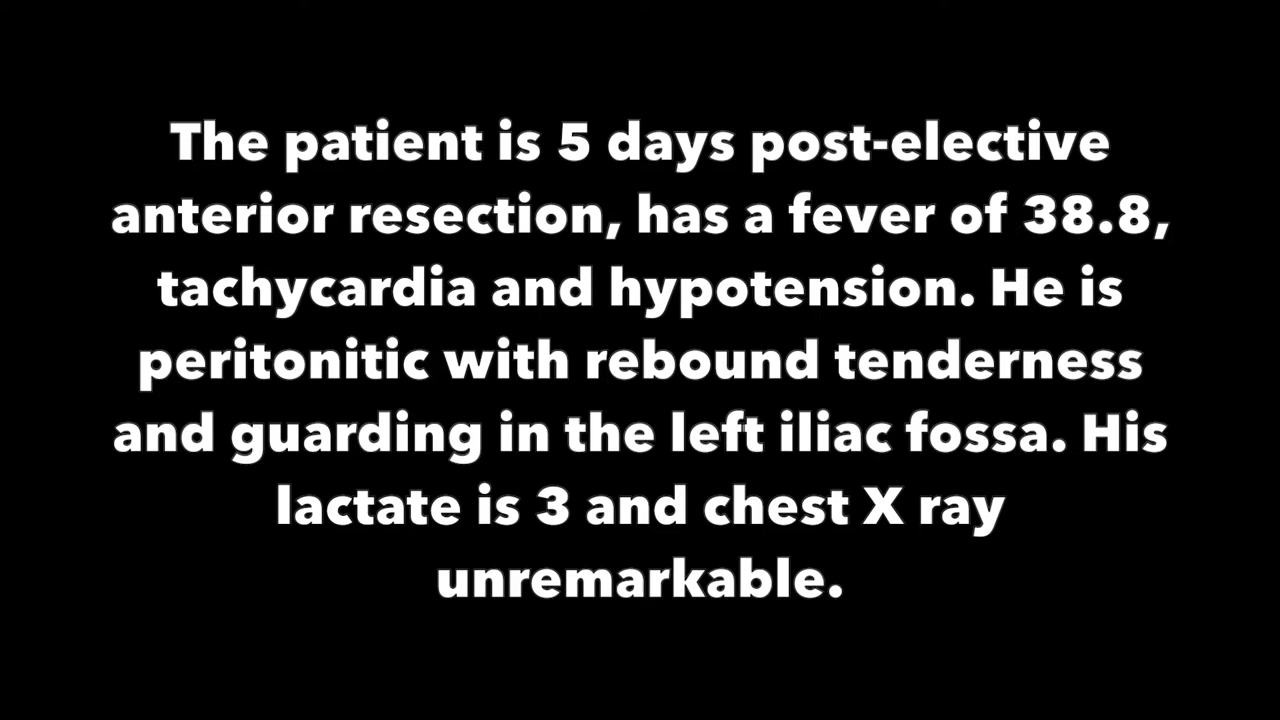 The patient is 5 days post-elective
anterior resection, has a fever of 38.8,
tachycardia and hypotension. He is
peritonitic with rebound tenderness
and guarding in the left iliac fossa. His
lactate is 3 and chest X ray
unremarkable.